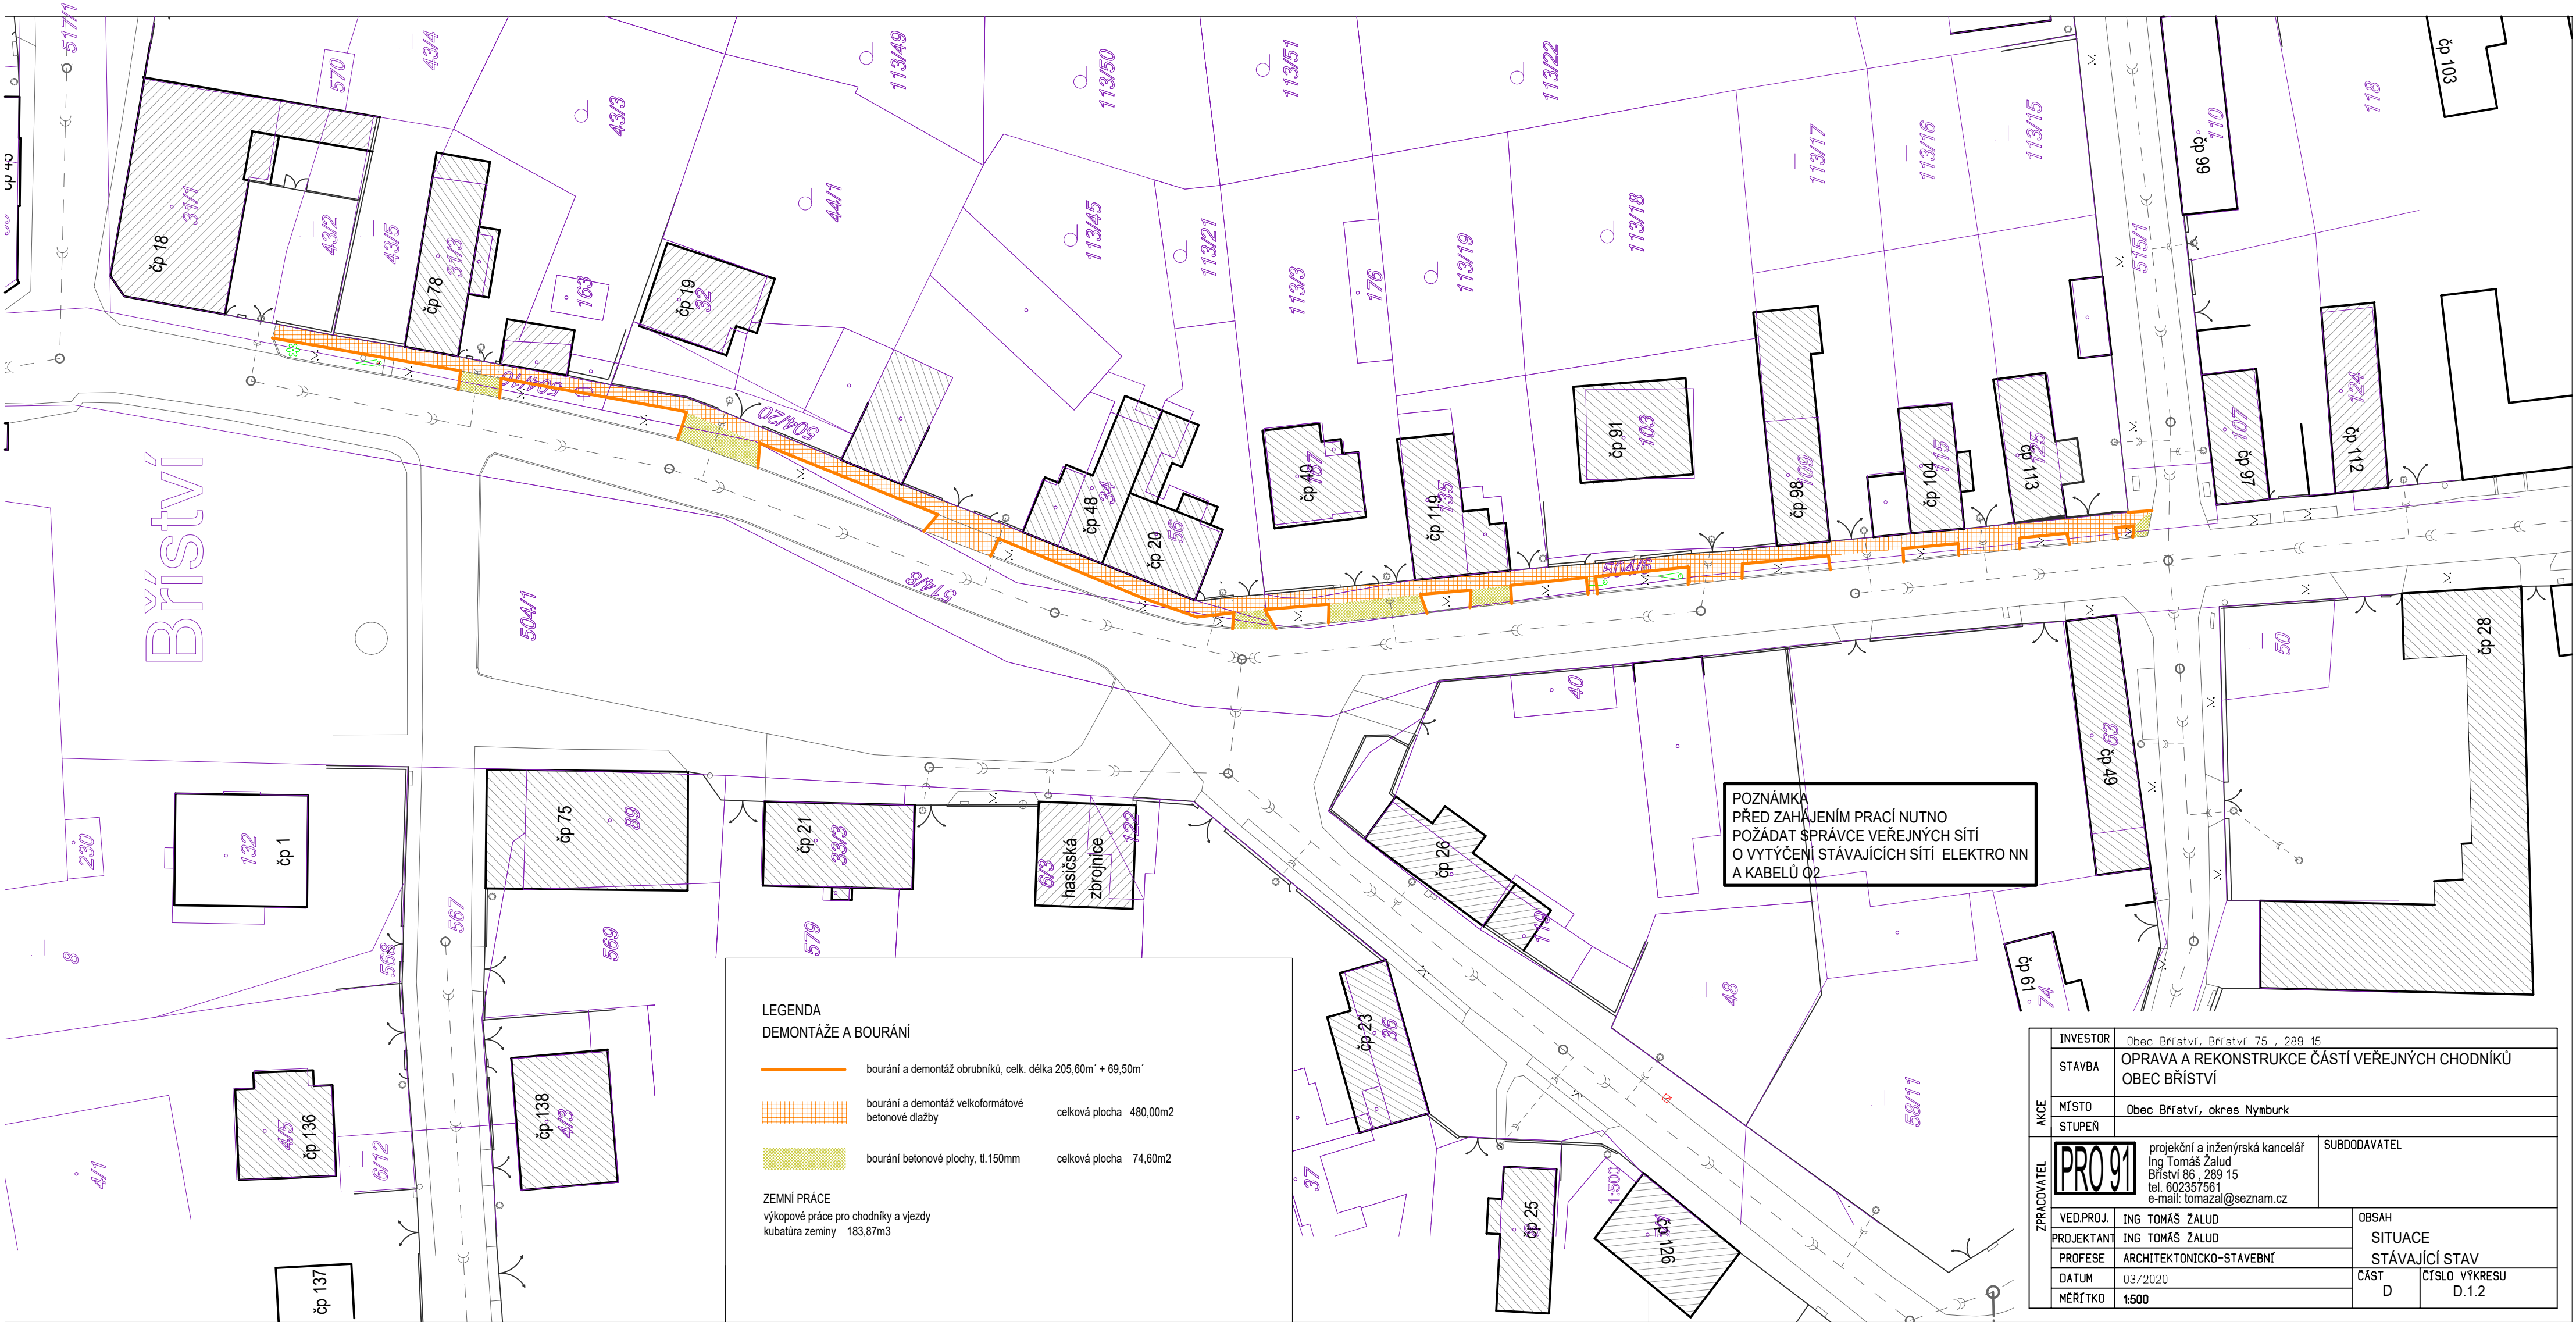 517/1
43/4
570
113/49
113/50
113/51
113/22
čp 103
43/3
113/17
113/16
113/15
čp 99
110
118
31/1
čp 18
43/2
43/5
31/3
čp 78
163
44/1
čp 19
32
113/45
113/21
113/3
176
113/19
113/18
515/1
504/20
čp 48
34
čp 20
56
čp 40
čp 119
135
čp 91
103
čp 98
109
čp 104
115
čp 113
125
čp 97
107
čp 112
124
Bříství
504/1
514/8
504/6
40
50
čp 28
čp 49
63
230
132
čp 1
čp 75
89
čp 21
33/3
6/3
hasičská
zbrojnice
122
čp 26
POZNÁMKA
PŘED ZAHÁJENÍM PRACÍ NUTNO
POŽÁDAT SPRÁVCE VEŘEJNÝCH SÍTÍ
O VYTÝČENÍ STÁVAJÍCÍCH SÍTÍ ELEKTRO NN
A KABELŮ O2
8
568
567
569
579
48
čp 61
74
čp 23
36
58/11
4/1
4/5
čp 136
6/12
čp.138
4/3
čp 137
37
čp 25
1:500
čp 126
LEGENDA
DEMONTÁŽE A BOURÁNÍ
bourání a demontáž obrubníků, celk. délka 205,60m´ + 69,50m´
bourání a demontáž velkoformátové
betonové dlažby celková plocha 480,00m2
bourání betonové plochy, tl.150mm celková plocha 74,60m2
ZEMNÍ PRÁCE
výkopové práce pro chodníky a vjezdy
kubatúra zeminy 183,87m3
AKCE
INVESTOR Obec Bříství, Bříství 75 , 289 15
STAVBA OPRAVA A REKONSTRUKCE ČÁSTÍ VEŘEJNÝCH CHODNÍKŮ
OBEC BŘÍSTVÍ
MÍSTO Obec Bříství, okres Nymburk
STUPEŇ
ZPRACOVATEL
PRO 91
projekční a inženýrská kancelář
Ing Tomáš Žalud
Bříství 86 , 289 15
tel. 602357561
e-mail: tomazal@seznam.cz
SUBDODAVATEL
VED.PROJ. ING TOMÁŠ ŽALUD
PROJEKTANT ING TOMÁŠ ŽALUD
PROFESE ARCHITEKTONICKO-STAVEBNÍ
DATUM 03/2020
MĚŘÍTKO 1:500
OBSAH
SITUACE
STÁVAJÍCÍ STAV
ČÁST
D
ČÍSLO VÝKRESU
D.1.2